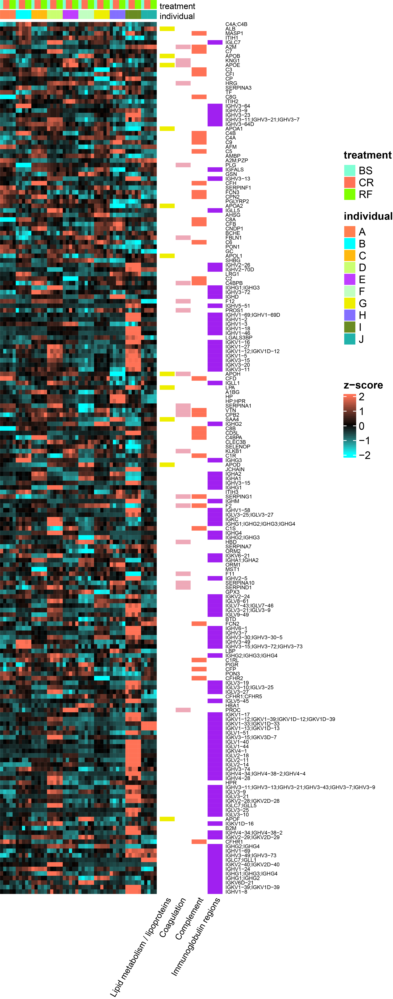 treatment
individual
C4A;C4B
ALB
MASP1
ITIH1
IGLC7
A2M
C7
APOB
KNG1
APOE
C3
CFI
CP
HRG
SERPINA3
TF
C8G
ITIH2
IGHV3−64
IGHV3−9
IGHV3−23
IGHV3−11;IGHV3−21;IGHV3−7
IGHV3−64D
APOA1
C4B
C4A
C9
AFM
C5
AMBP
A2M;PZP
PLG
IGFALS
GSN
IGHV3−13
CFH
SERPINF1
FCN3
CPN2
PGLYRP2
APOA2
IGLL5
AHSG
C8A
CFB
CNDP1
BCHE
FBLN1
C6
PON1
GC
APOL1
SHBG
IGHV2−26
IGHV2−70D
LRG1
C2
C4BPB
IGHG1;IGHG3
IGHV3−72
IGHD
F12
IGHV5−51
PROS1
IGHV1−69;IGHV1−69D
IGHV1−2
IGHV1−3
IGHV1−18
IGHV1−46
LGALS3BP
IGKV1−16
IGKV1−27
IGKV1−12;IGKV1D−12
IGKV1−5
IGKV3−15
IGKV3−20
IGKV3−11
APOH
CFD
IGLL1
LPA
A1BG
HP
HP;HPR
SERPINA1
VTN
CPB2
SAA4
IGHG2
C8B
CD5L
C4BPA
CLEC3B
SELENOP
KLKB1
C1R
IGHG3
APOD
JCHAIN
IGHA2
IGHA1
IGHV3−15
IGHG1
ITIH3
SERPING1
IGHM
F2
IGHV1−58
IGLV3−25;IGLV3−27
IGKC
IGHG1;IGHG2;IGHG3;IGHG4
C1S
IGHG4
IGHG2;IGHG3
HBD
SERPINA7
ORM2
IGKV6−21
IGHA1;IGHA2
ORM1
MST1
F11
IGHV2−5
SERPINA10
SERPIND1
GPX3
IGKV2−24
IGLV8−61
IGLV7−43;IGLV7−46
IGLV3−21;IGLV3−9
IGLV9−49
BTD
FCN2
IGHV6−1
IGHV3−7
IGHV3−30;IGHV3−30−5
IGHV3−49
IGHV3−15;IGHV3−72;IGHV3−73
LBP
IGHG2;IGHG3;IGHG4
C1RL
PIGR
CFP
PON3
CFHR2
IGLV3−19
IGLV3−10;IGLV3−25
IGLV3−27
CFHR1;CFHR5
IGLV5−45
HBA1
PROC
IGKV1−17
IGKV1−12;IGKV1−39;IGKV1D−12;IGKV1D−39
IGKV1−33;IGKV1D−33
IGKV1−13;IGKV1D−13
IGLV1−51
IGKV3−15;IGKV3D−7
IGLV1−40
IGLV1−44
IGKV4−1
IGLV2−18
IGLV2−11
IGLV2−14
IGHV3−74
IGHV4−34;IGHV4−38−2;IGHV4−4
IGHV4−28
HPR
IGHV3−11;IGHV3−13;IGHV3−21;IGHV3−43;IGHV3−7;IGHV3−9
IGLV3−9
IGLV3−21
IGKV2−28;IGKV2D−28
IGLC7;IGLL5
IGLV3−25
IGLV3−10
APOF
IGKV1D−16
B2M
IGHV4−34;IGHV4−38−2
IGKV2−29;IGKV2D−29
CFHR1
IGHG2;IGHG4
IGHV1−69
IGHV3−49;IGHV3−73
IGLC7;IGLL1
IGKV2−40;IGKV2D−40
IGHV1−24
IGHG1;IGHG3;IGHG4
IGHG1;IGHG2
IGKV6D−21
IGKV1−39;IGKV1D−39
IGHV1−8
Lipid metabolism / lipoproteins
Coagulation
Complement
Immunoglobulin regions
treatment
BS
CR
RF
individual
A
B
C
D
E
F
G
H
I
J
z−score
2
1
0
−1
−2